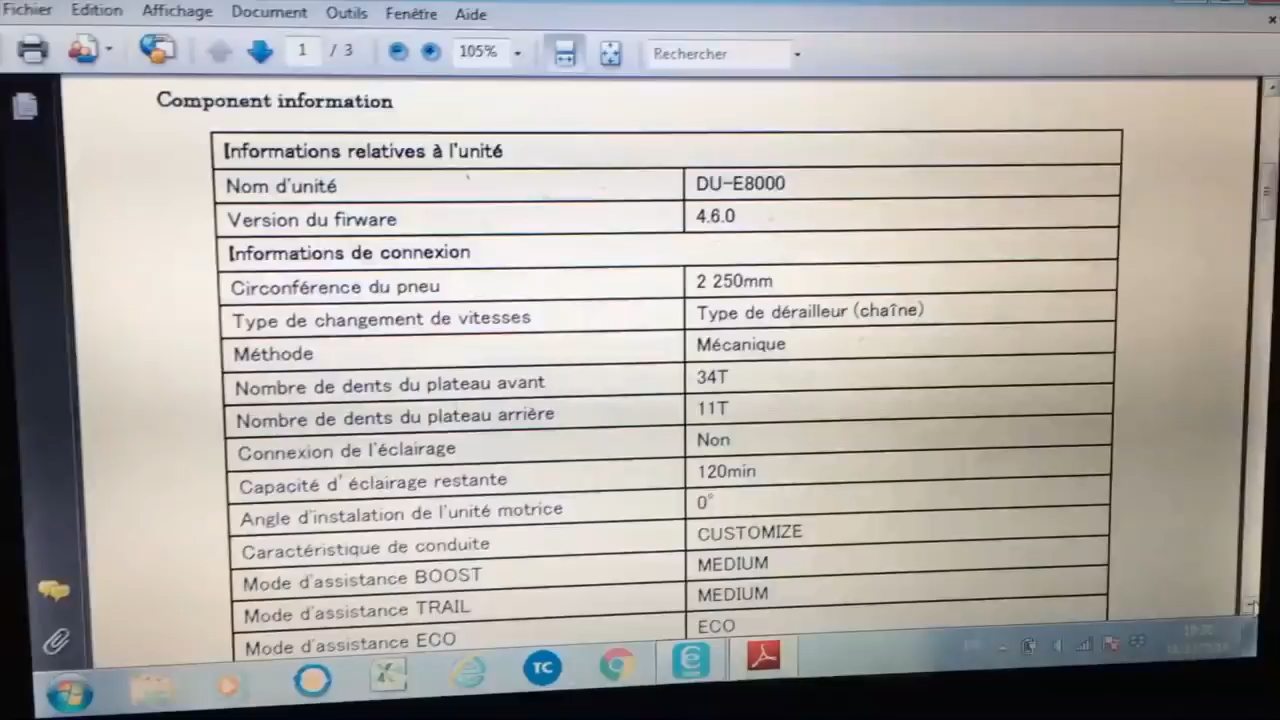 Fichier Edition Affichage Document Outils Fenêtre Aide
1 / 3 105% Rechercher
Component information
Informations relatives à l'unité
Nom d'unité DU-E8000
Version du firware 4.6.0
Informations de connexion
Circonférence du pneu 2 250mm
Type de changement de vitesses Type de dérailleur (chaîne)
Méthode Mécanique
Nombre de dents du plateau avant 34T
Nombre de dents du plateau arrière 11T
Connexion de l'éclairage Non
Capacité d' éclairage restante 120min
Angle d'instalation de l'unité motrice 0°
Caractéristique de conduite CUSTOMIZE
Mode d'assistance BOOST MEDIUM
Mode d'assistance TRAIL MEDIUM
Mode d'assistance ECO ECO
TC